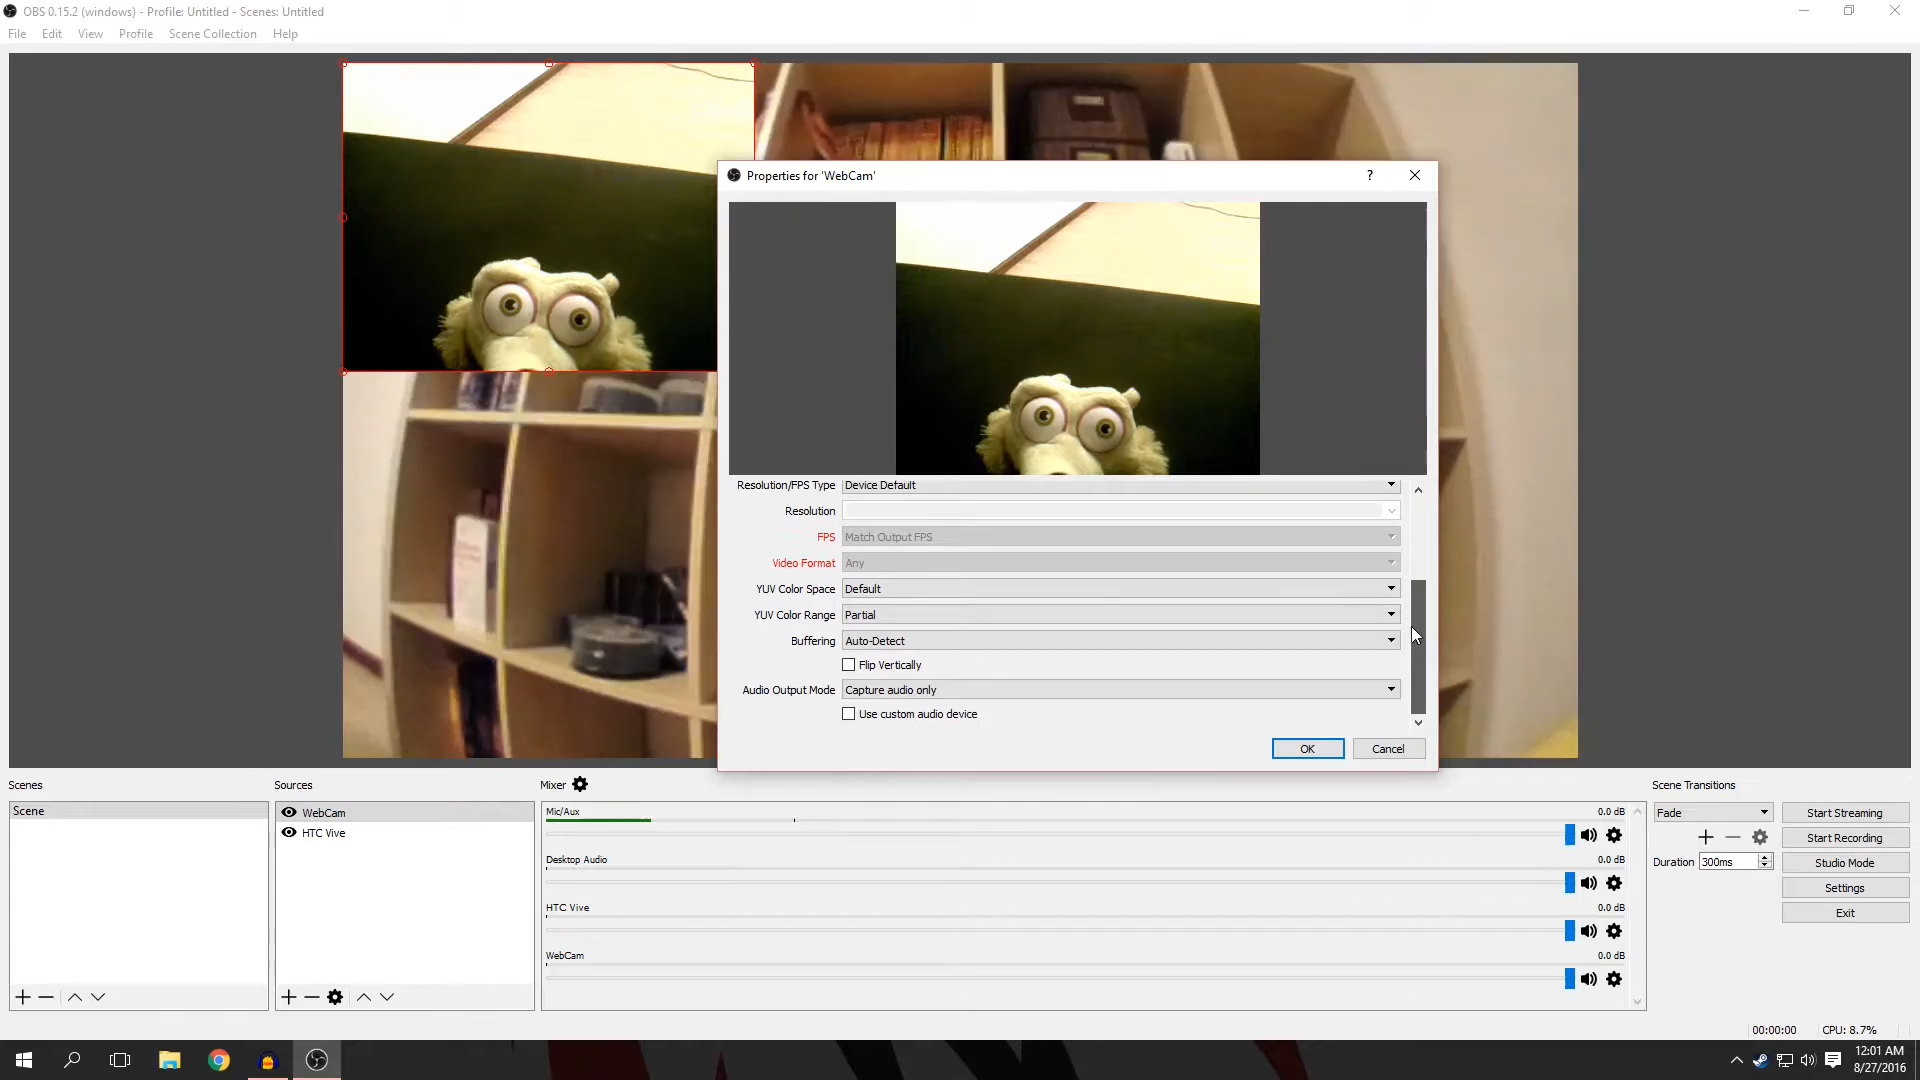 OBS 0.15.2 (windows) - Profile: Untitled - Scenes: Untitled
File Edit View Profile Scene Collection Help
Properties for 'WebCam'
?
Resolution/FPS Type Device Default
Resolution
FPS Match Output FPS
Video Format Any
YUV Color Space Default
YUV Color Range Partial
Buffering Auto-Detect
Flip Vertically
Audio Output Mode Capture audio only
Use custom audio device
OK Cancel
Scenes
Scene
Sources
WebCam
HTC Vive
Mixer
Mic/Aux 0.0 dB
Desktop Audio 0.0 dB
HTC Vive 0.0 dB
WebCam 0.0 dB
Scene Transitions
Fade
Duration 300ms
Start Streaming
Start Recording
Studio Mode
Settings
Exit
00:00:00 CPU: 8.7%
12:01 AM
8/27/2016